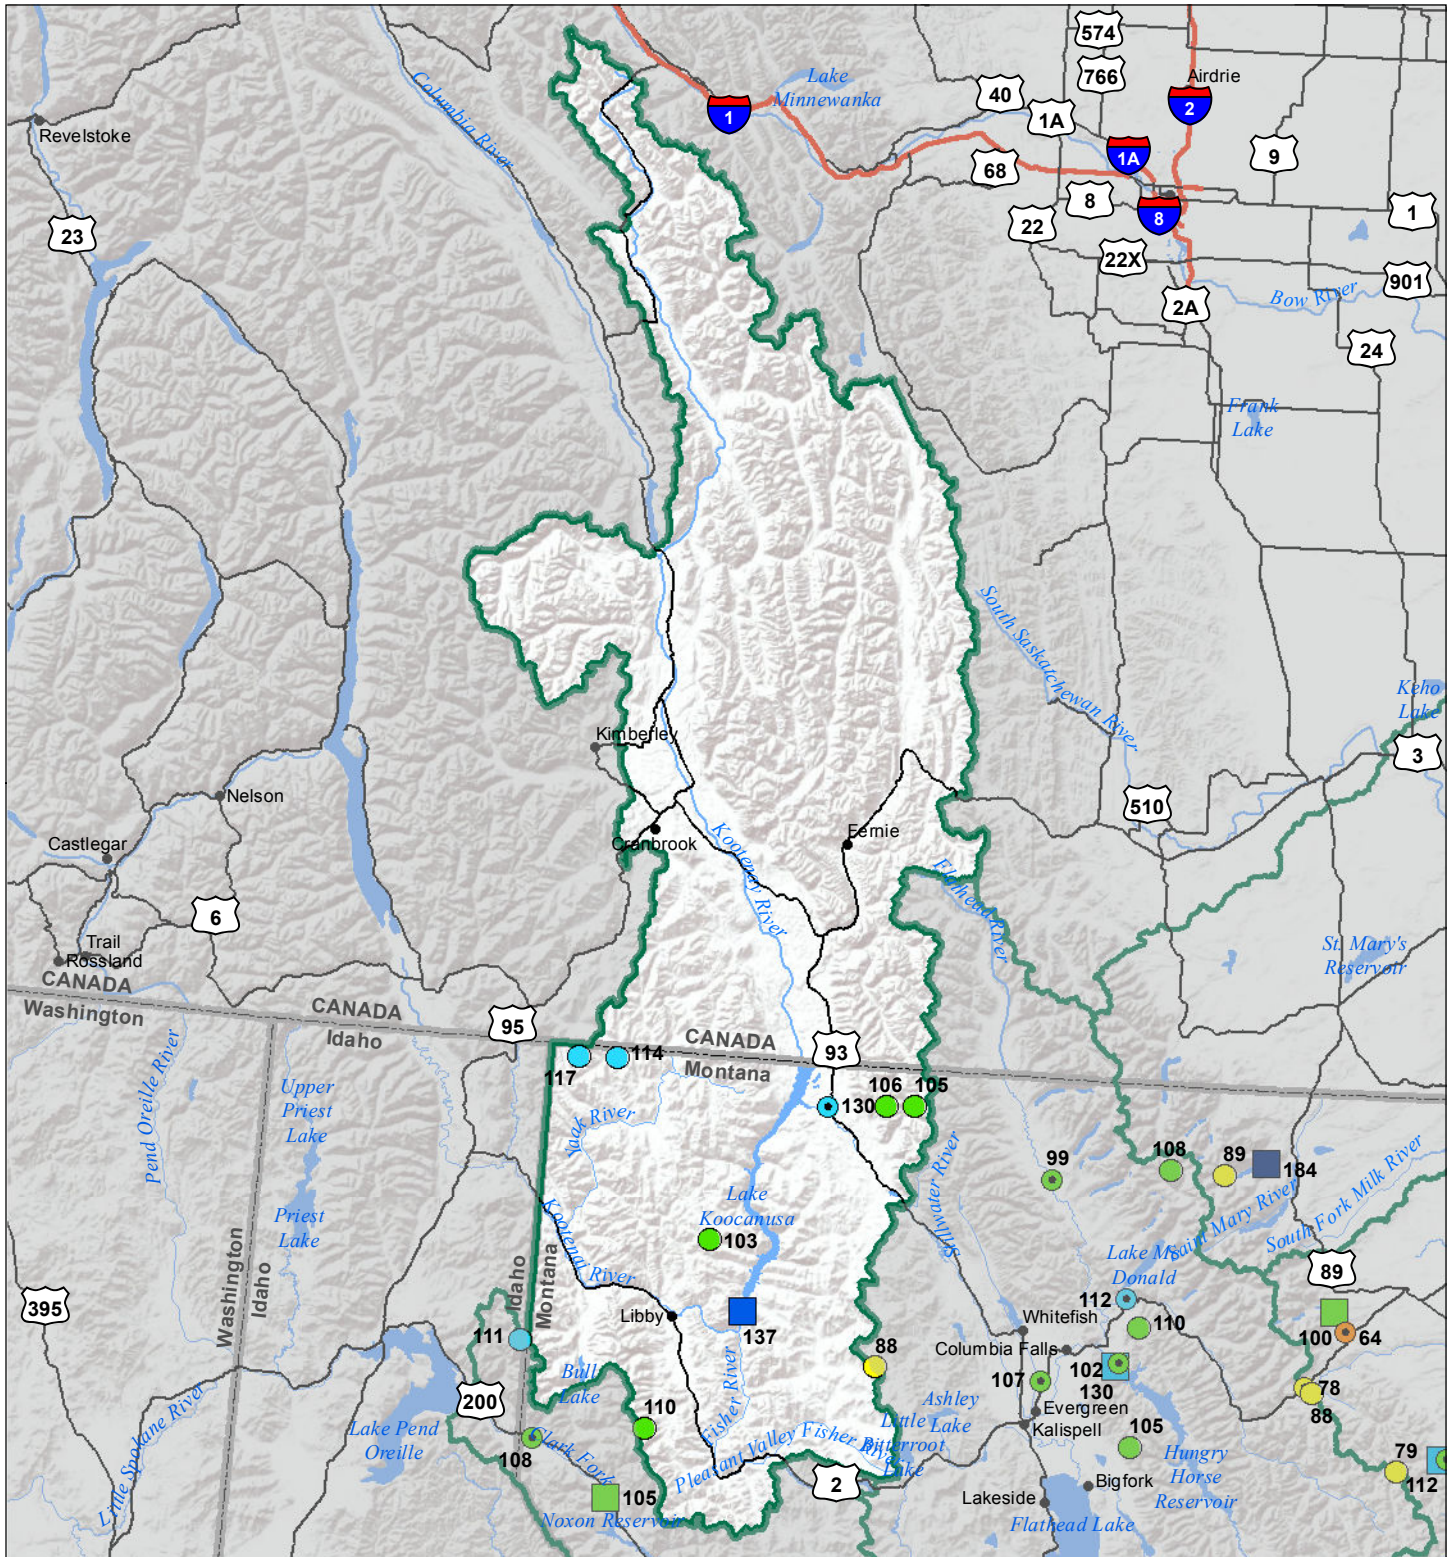 574
766
Airdrie
Lake
Minnewanka
40
1
1A
2
Columbia River
Revelstoke
1A
9
68
8
8
1
22
23
22X
901
Bow River
2A
24
Frank
Lake
South Saskatchewan River
Keho
Lake
Kimberley
3
Nelson
510
Castlegar
Cranbrook
Kootenay River
Fernie
Flathead River
6
Trail
Rossland
St. Mary's
Reservoir
CANADA
Washington
CANADA
Idaho
95
CANADA
Montana
93
117
114
106
105
130
Pend Oreille River
Upper
Priest
Lake
Yaak River
Stillwater River
99
108
89
184
Saint Mary River
South Fork Milk River
Priest
Lake
Kootenai River
Lake
Koocanusa
103
Lake Mc
Donald
89
Washington
Idaho
Idaho
Montana
395
Libby
137
112
110
Whitefish
Columbia Falls
100
64
111
88
102
130
107
78
88
Bull
Lake
Fisher River
200
Ashley
Lake
Evergreen
Kalispell
110
Little
Bitterroot
Lake
Pleasant Valley Fisher River
Little Spokane River
Lake Pend
Oreille
108
Clark Fork
105
Hungry
Horse
Reservoir
79
112
2
105
Noxon Reservoir
Bigfork
Lakeside
Flathead Lake